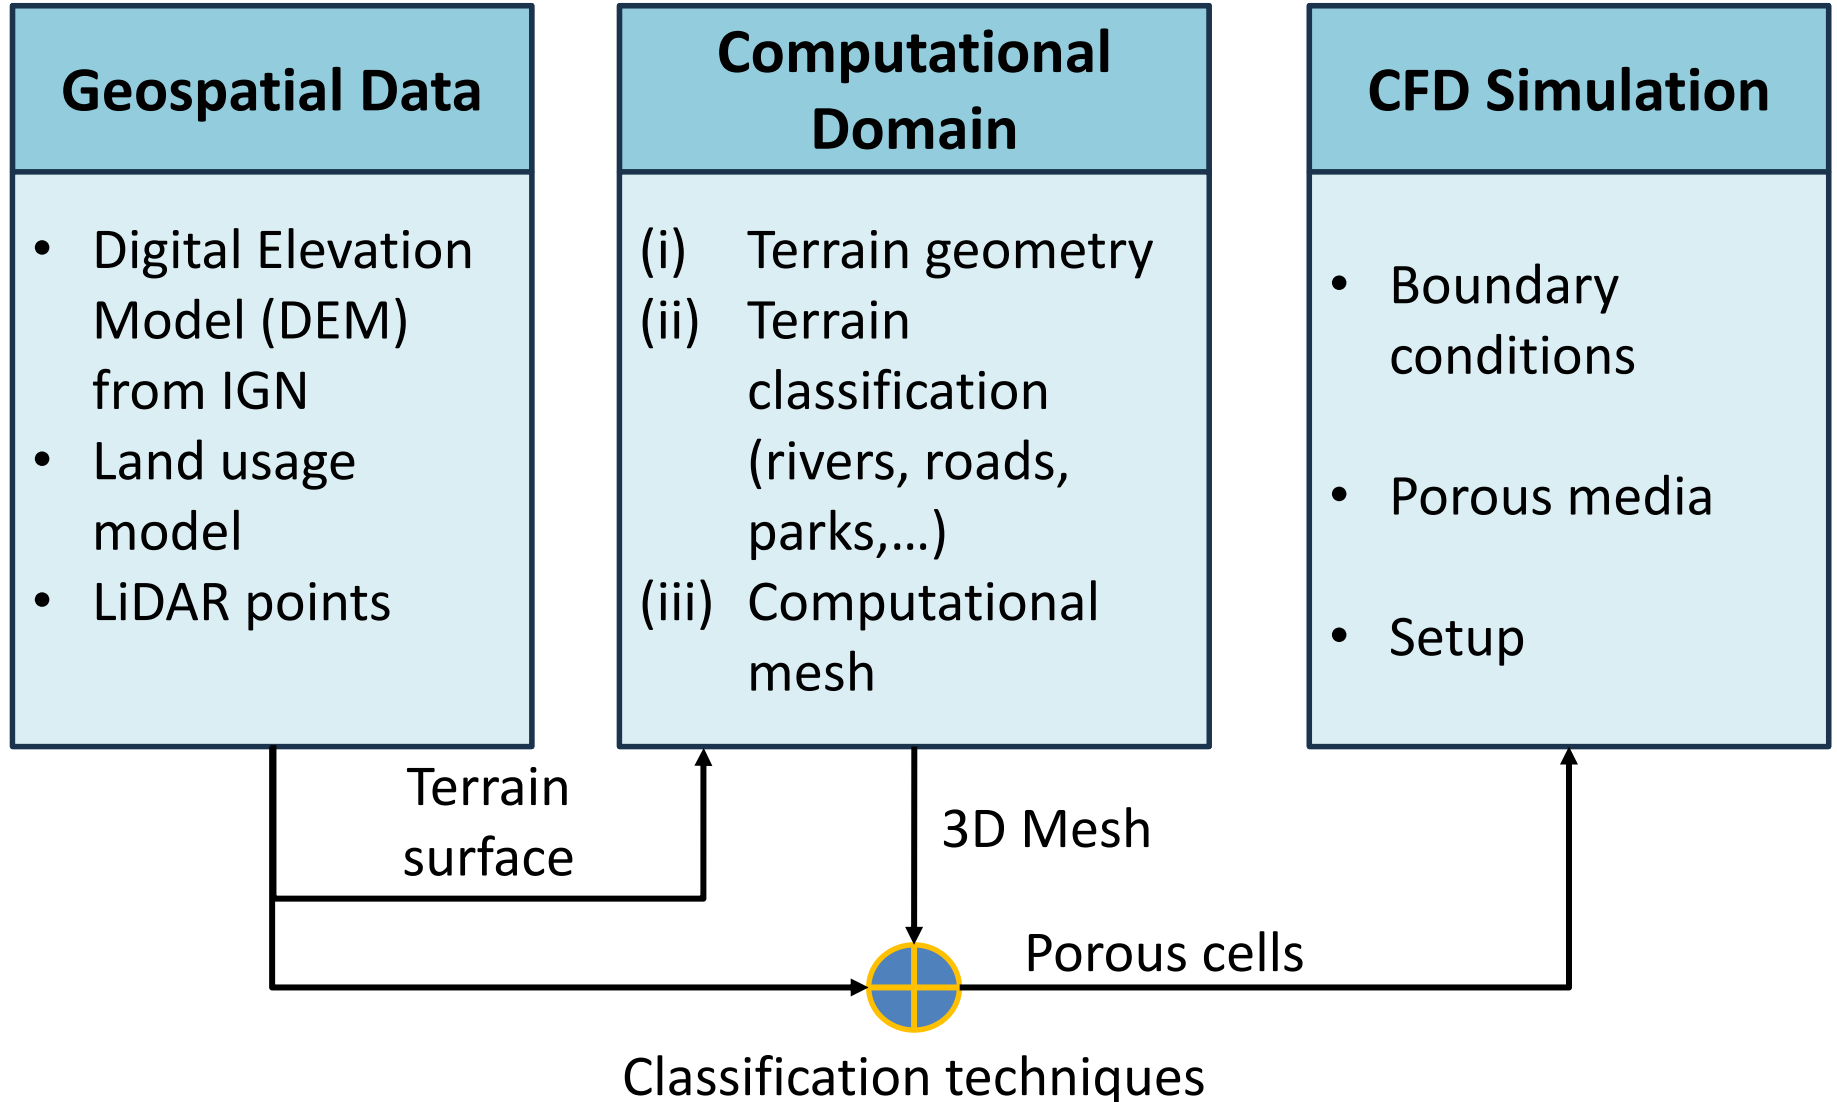 Geospatial Data
• Digital Elevation
Model (DEM)
from IGN
• Land usage
model
• LiDAR points
Computational
Domain
(i) Terrain geometry
(ii) Terrain
classification
(rivers, roads,
parks,...)
(iii) Computational
mesh
CFD Simulation
• Boundary
conditions
• Porous media
• Setup
Terrain
surface
3D Mesh
Porous cells
Classification techniques